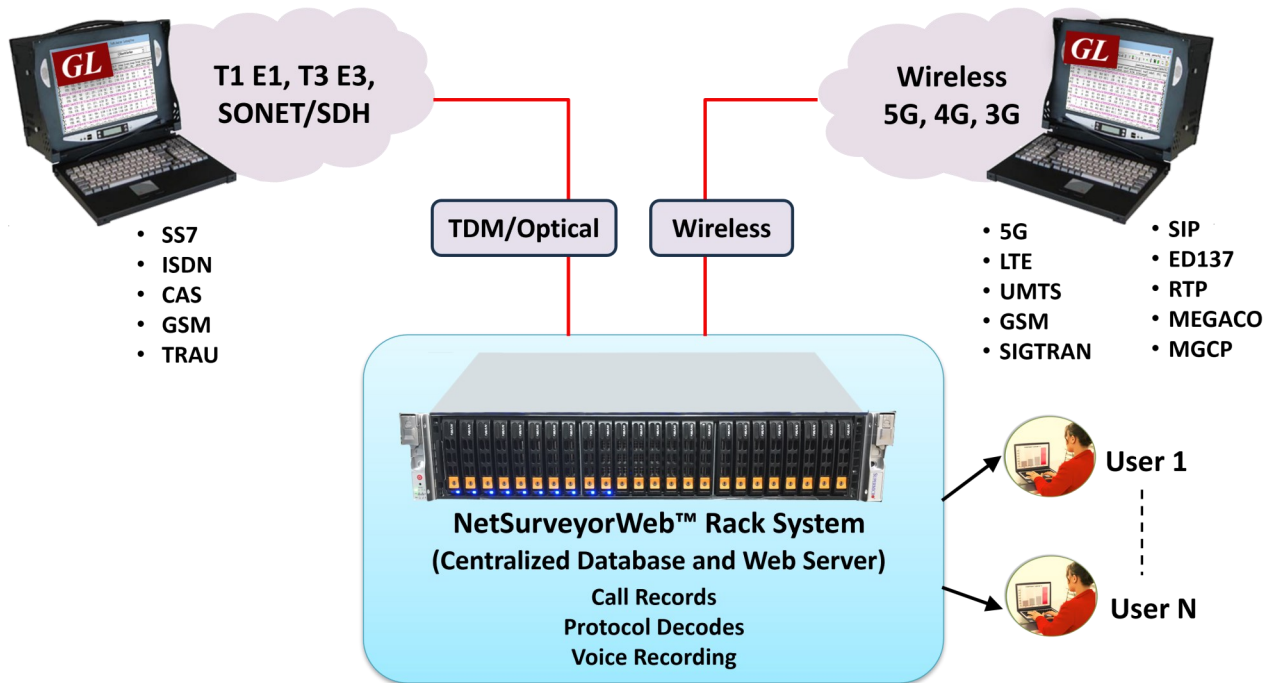 GL
T1 E1, T3 E3,
SONET/SDH
Wireless
5G, 4G, 3G
GL
TDM/Optical
Wireless
• SS7
• ISDN
• CAS
• GSM
• TRAU
• 5G
• LTE
• UMTS
• GSM
• SIGTRAN
• SIP
• ED137
• RTP
• MEGACO
• MGCP
NetSurveyorWeb™ Rack System
(Centralized Database and Web Server)
Call Records
Protocol Decodes
Voice Recording
User 1
User N